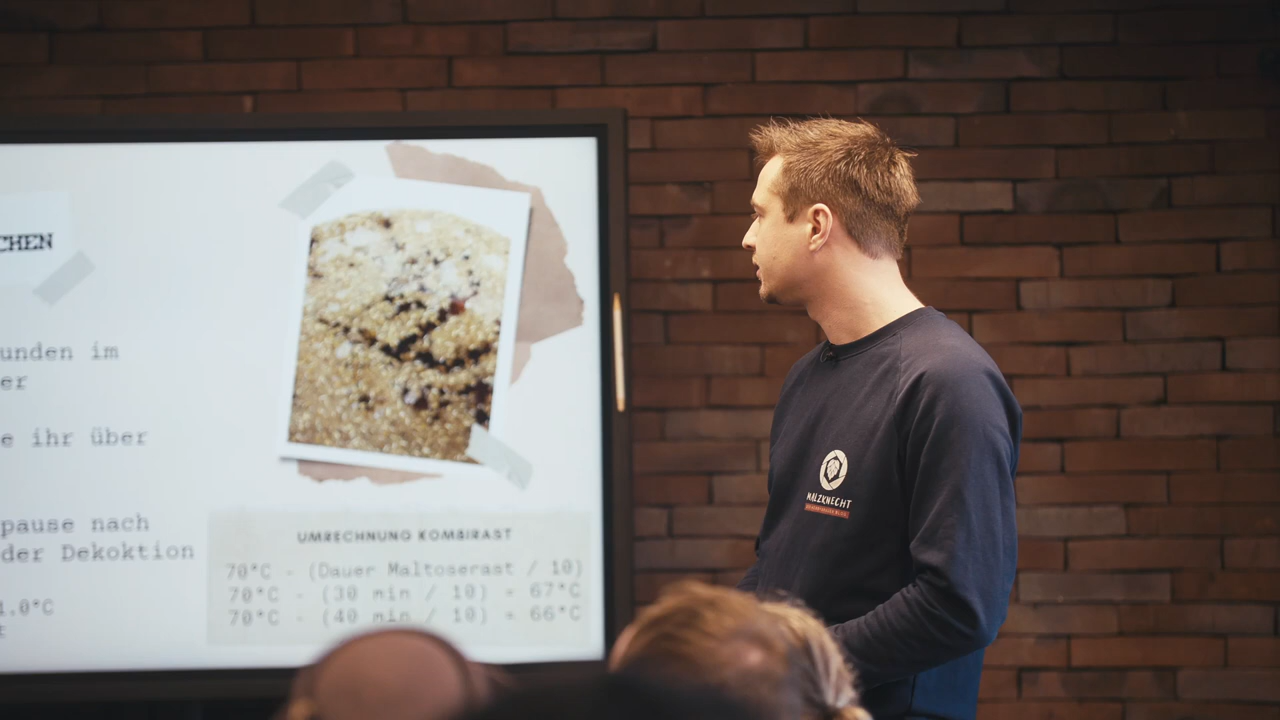 CHEN
unden im
er
e ihr über
pause nach
der Dekoktion
1.0°C
t
UMRECHNUNG KOMBIRAST
70°C - (Dauer Maltoserast / 10)
70°C - (30 min / 10) = 67°C
70°C - (40 min / 10) = 66°C
MALZKNECHT